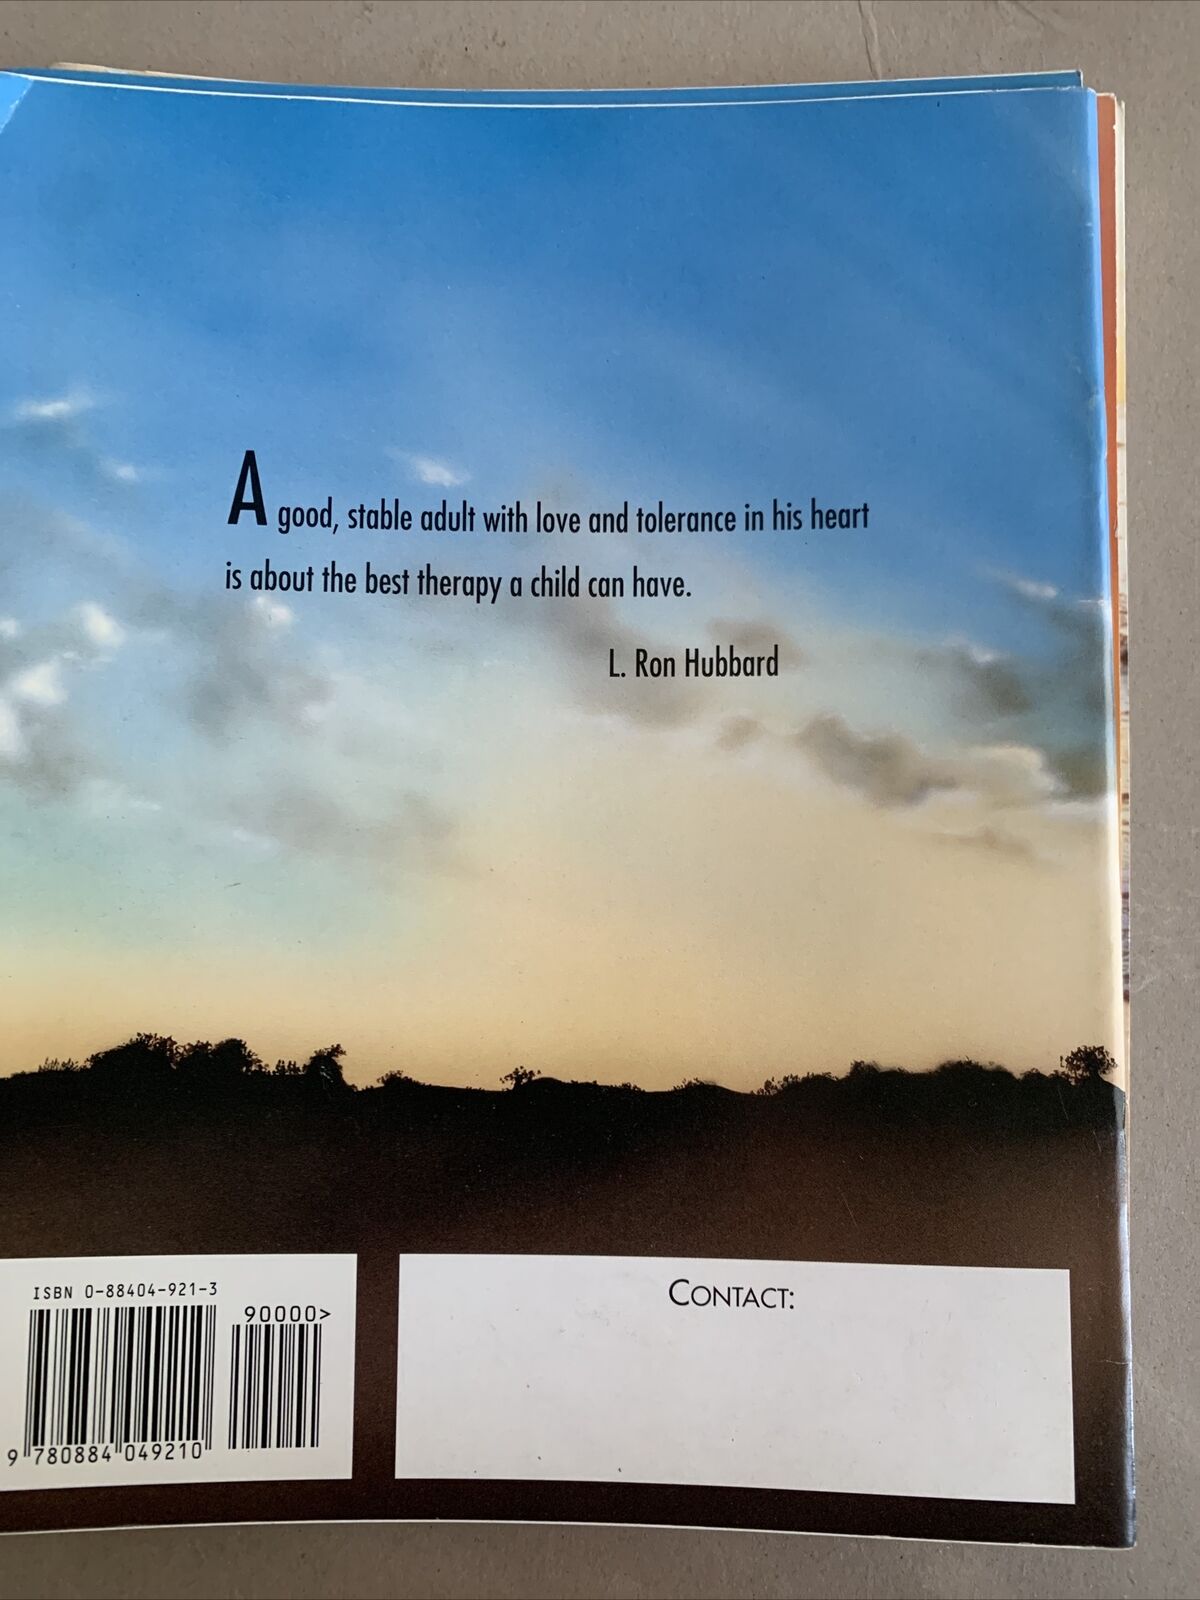 A good, stable adult with love and tolerance in his heart
is about the best therapy a child can have.
L. Ron Hubbard
ISBN 0-88404-921-3
90000>
9 780884 049210
CONTACT: